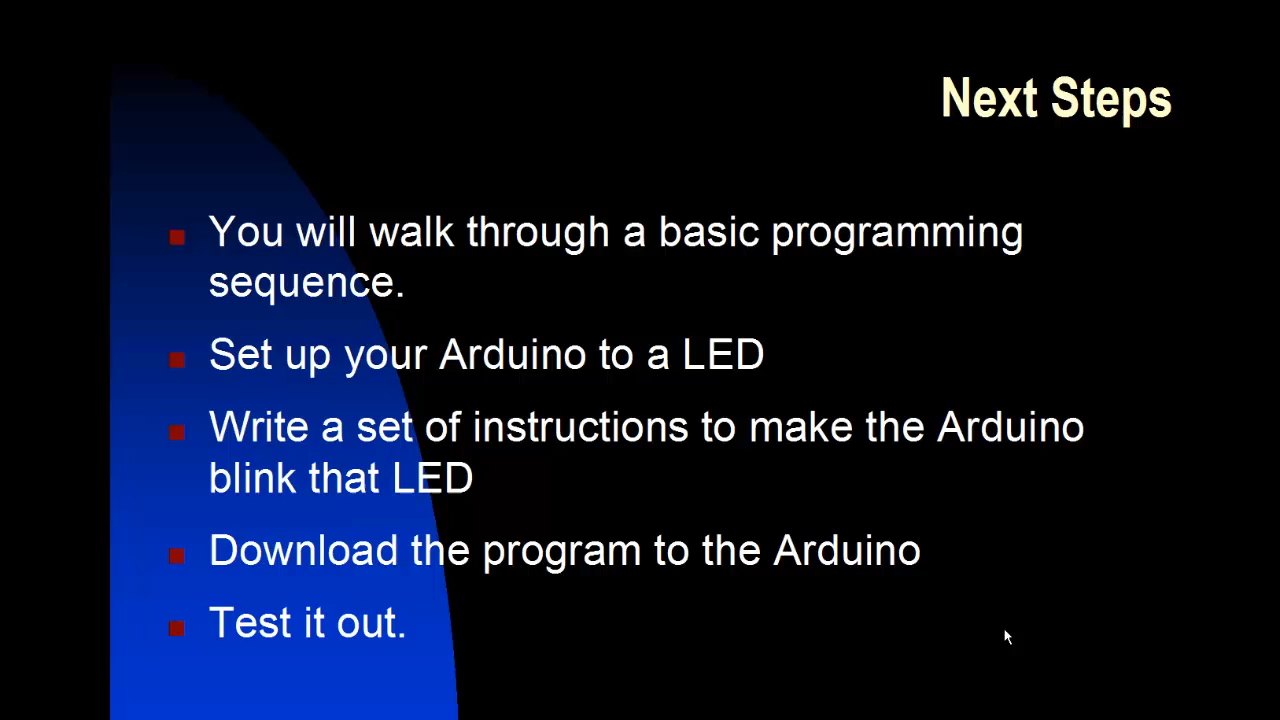 Next Steps
You will walk through a basic programming
sequence.
Set up your Arduino to a LED
Write a set of instructions to make the Arduino
blink that LED
Download the program to the Arduino
Test it out.